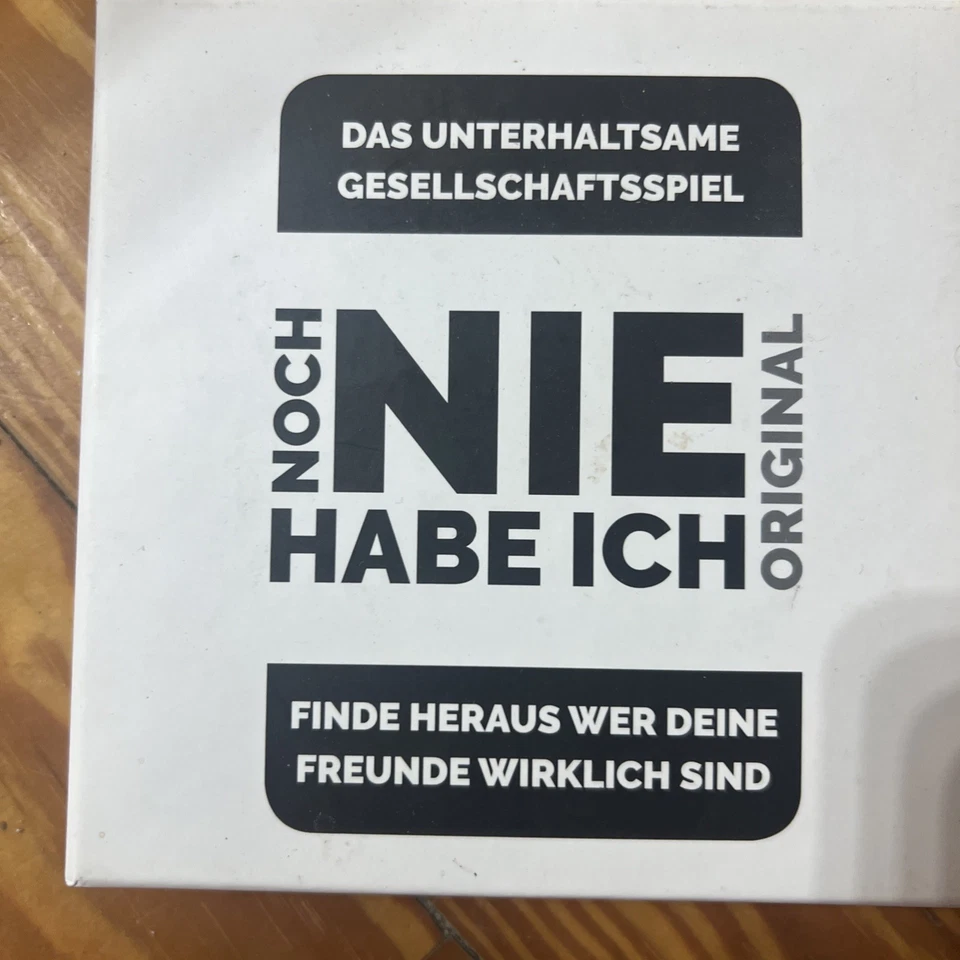 DAS UNTERHALTSAME
GESELLSCHAFTSSPIEL
NOCH
NIE
HABE ICH
ORIGINAL
FINDE HERAUS WER DEINE
FREUNDE WIRKLICH SIND